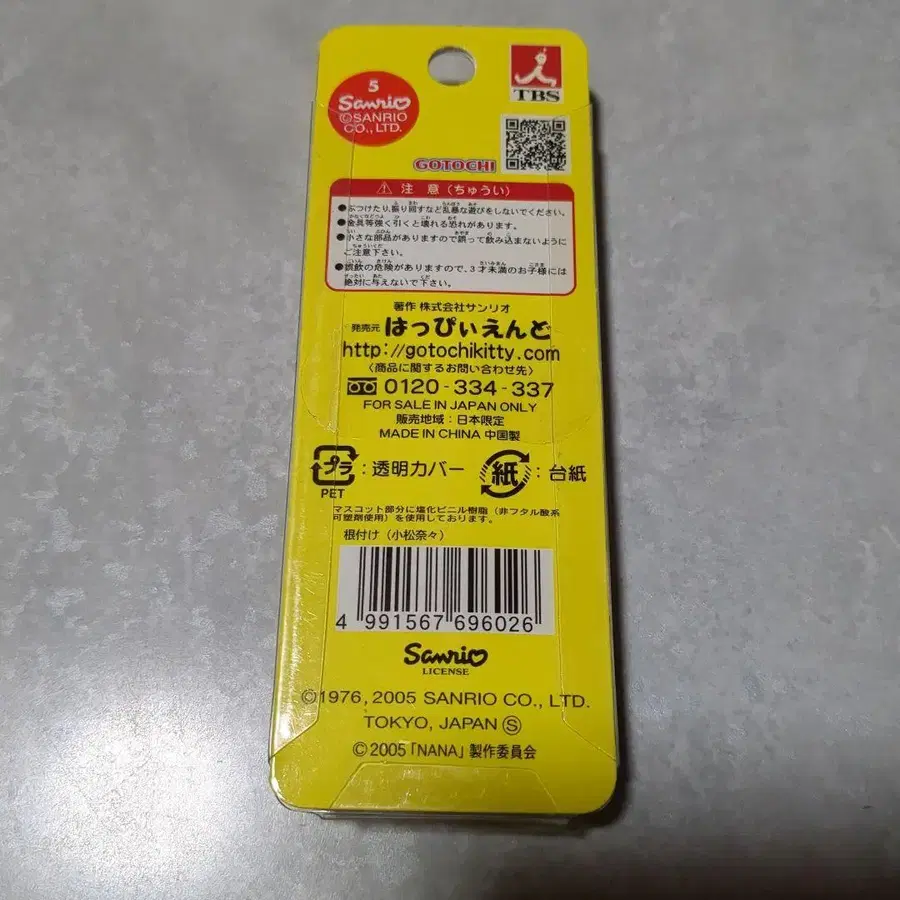 5
Sanrio
©SANRIO
CO., LTD.
TBS
GOTOCHI
⚠ 注 意（ちゅうい）
●ぶつけたり、振り回すなど乱暴な遊びをしないでください。
●金具等強く引くと壊れる恐れがあります。
●小さな部品がありますので誤って飲み込まないように
ご注意下さい。
●誤飲の危険がありますので、3才未満のお子様には
絶対に与えないで下さい。
著作 株式会社サンリオ
発売元 はっぴぃえんど
http://gotochikitty.com
〈商品に関するお問い合わせ先〉
0120-334-337
FOR SALE IN JAPAN ONLY
販売地域：日本限定
MADE IN CHINA 中国製
プラ：透明カバー 紙：台紙
PET
マスコット部分に塩化ビニル樹脂（非フタル酸系
可塑剤使用）を使用しております。
根付け（小松奈々）
4 991567 696026
Sanrio
LICENSE
©1976, 2005 SANRIO CO., LTD.
TOKYO, JAPAN Ⓢ
©2005「NANA」製作委員会